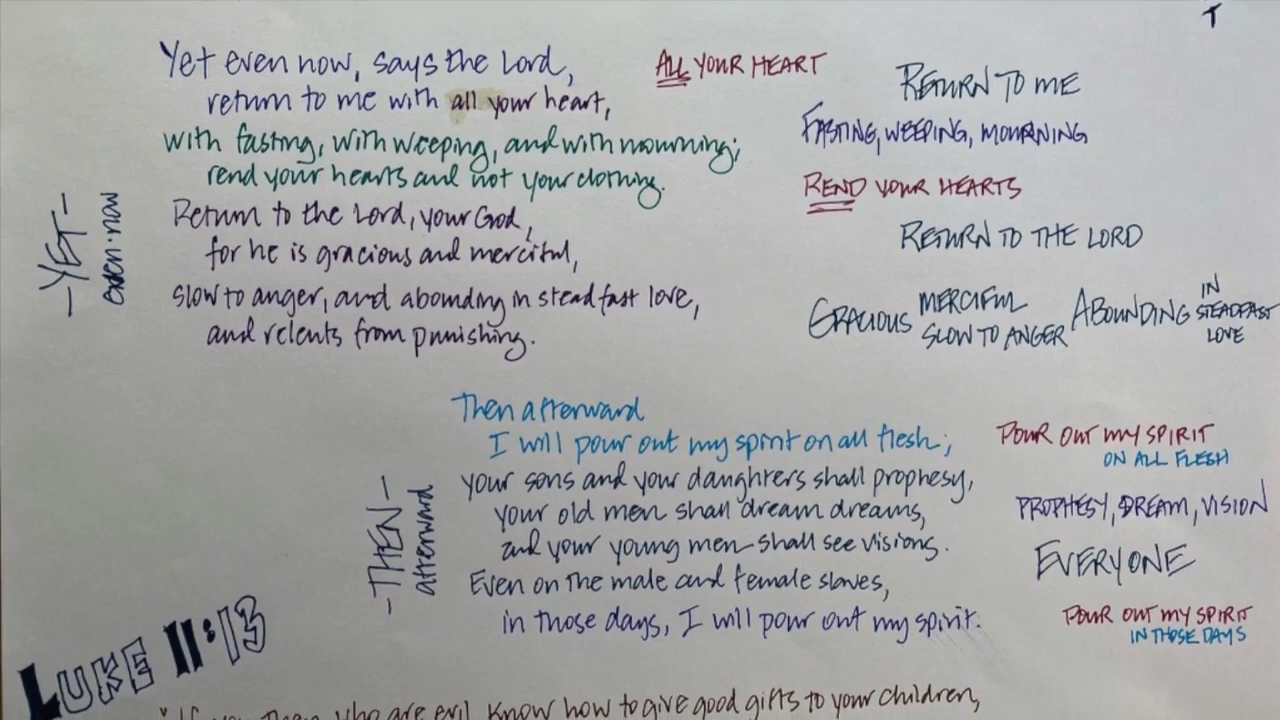 T
Yet even now, says the Lord,
return to me with all your heart,
with fasting, with weeping, and with mourning;
rend your hearts and not your clothing.
Return to the Lord, your God,
for he is gracious and merciful,
slow to anger, and abounding in steadfast love,
and relents from punishing.
-YET-
even now
ALL YOUR HEART
RETURN TO ME
FASTING, WEEPING, MOURNING
REND YOUR HEARTS
RETURN TO THE LORD
GRACIOUS
MERCIFUL
SLOW TO ANGER
ABOUNDING
IN
STEADFAST
LOVE
Then afterward
I will pour out my spirit on all flesh;
your sons and your daughters shall prophesy,
your old men shall dream dreams,
and your young men shall see visions.
Even on the male and female slaves,
in those days, I will pour out my spirit.
-THEN-
afterward
POUR OUT MY SPIRIT
ON ALL FLESH
PROPHESY, DREAM, VISION
EVERYONE
POUR OUT MY SPIRIT
IN THOSE DAYS
LUKE 11:13
"If you then, who are evil, know how to give good gifts to your children,